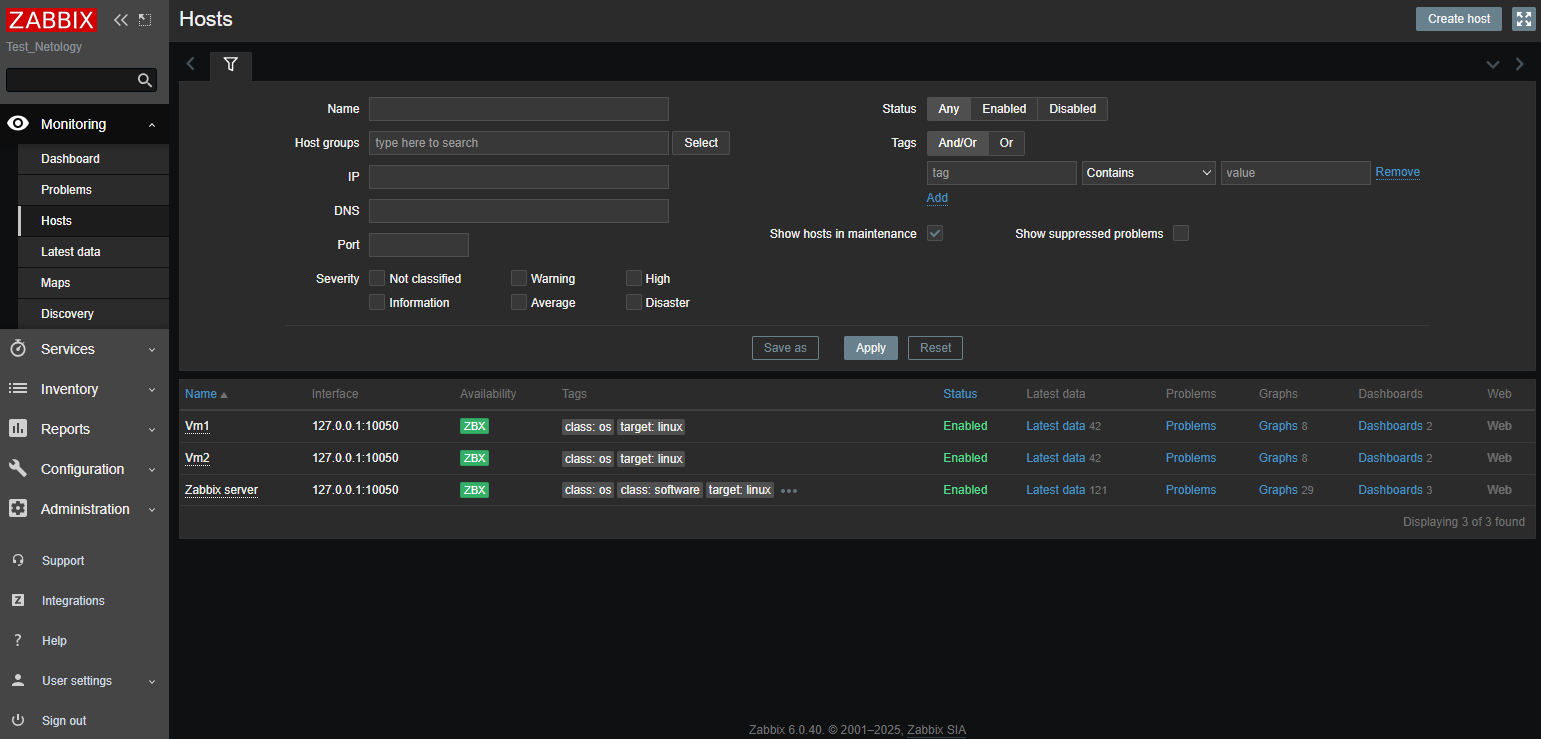 ZABBIX
Test_Netology
Monitoring
Dashboard
Problems
Hosts
Latest data
Maps
Discovery
Services
Inventory
Reports
Configuration
Administration
Support
Z Integrations
? Help
User settings
Sign out
Hosts
Create host
Name
Host groups type here to search Select
IP
DNS
Port
Severity Not classified Warning High
Information Average Disaster
Status Any Enabled Disabled
Tags And/Or Or
tag Contains value Remove
Add
Show hosts in maintenance Show suppressed problems
Save as Apply Reset
Name Interface Availability Tags Status Latest data Problems Graphs Dashboards Web
Vm1 127.0.0.1:10050 ZBX class: os target: linux Enabled Latest data 42 Problems Graphs 8 Dashboards 2 Web
Vm2 127.0.0.1:10050 ZBX class: os target: linux Enabled Latest data 42 Problems Graphs 8 Dashboards 2 Web
Zabbix server 127.0.0.1:10050 ZBX class: os class: software target: linux ••• Enabled Latest data 121 Problems Graphs 29 Dashboards 3 Web
Displaying 3 of 3 found
Zabbix 6.0.40. © 2001–2025, Zabbix SIA